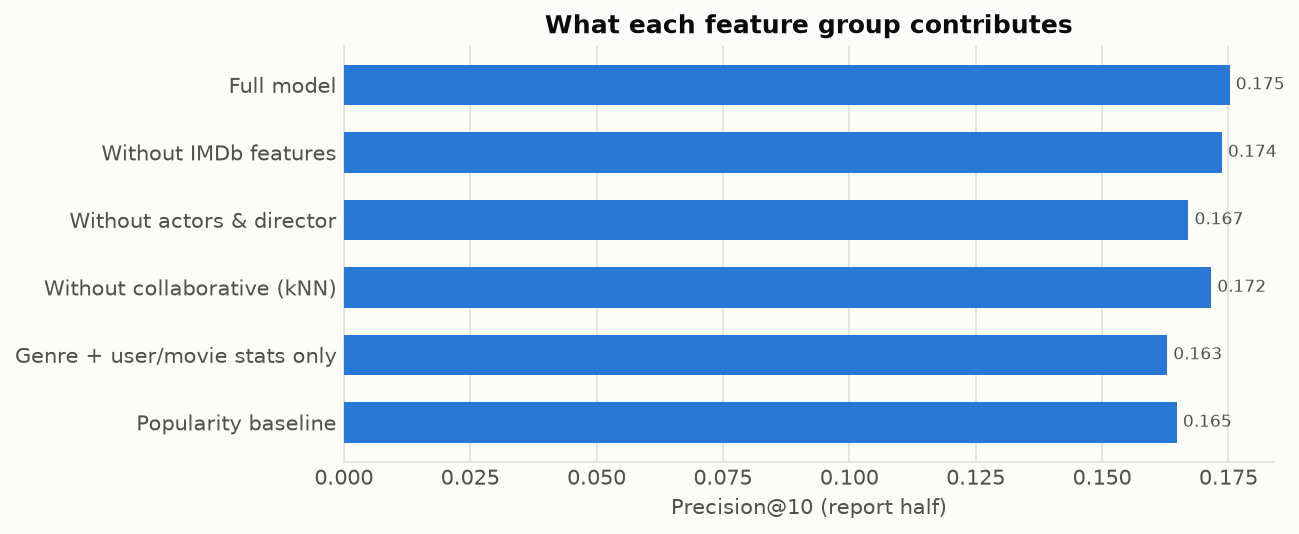 What each feature group contributes
Full model
0.175
Without IMDb features
0.174
Without actors & director
0.167
Without collaborative (kNN)
0.172
Genre + user/movie stats only
0.163
Popularity baseline
0.165
0.000 0.025 0.050 0.075 0.100 0.125 0.150 0.175
Precision@10 (report half)